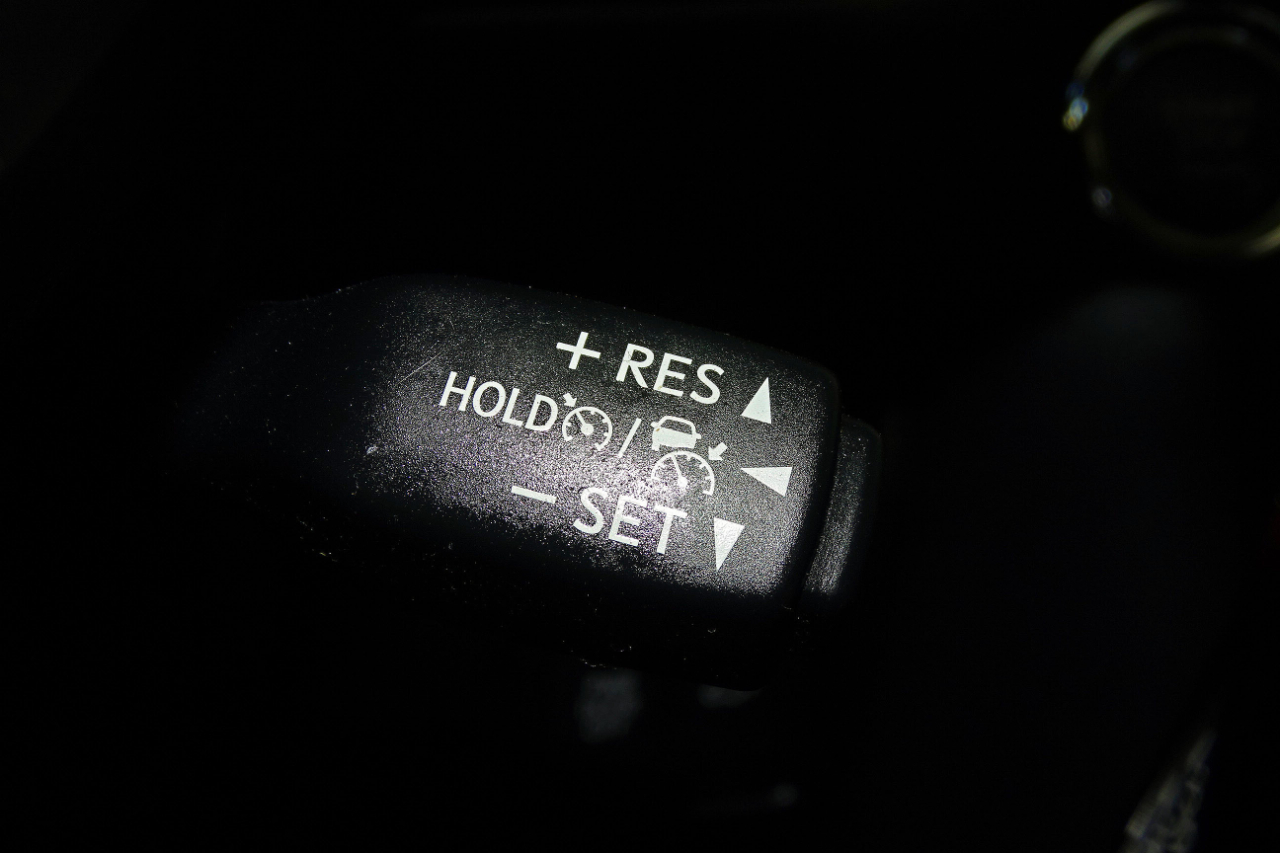 + RES
HOLD /
− SET